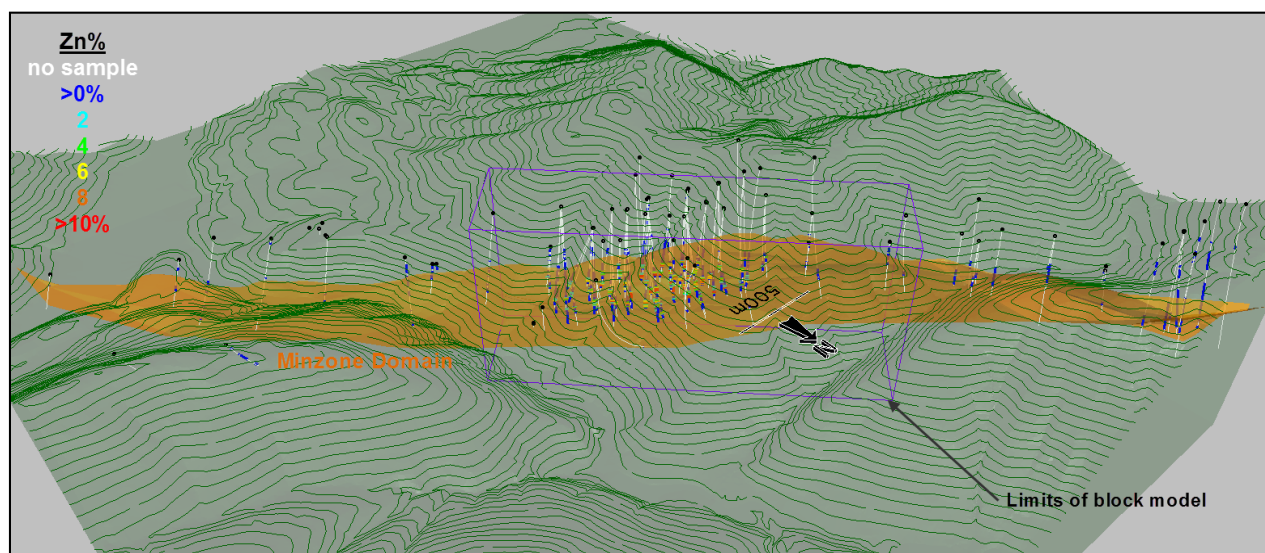 Zn%
no sample
>0%
2
4
6
8
>10%
500m
N
Minzone Domain
Limits of block model